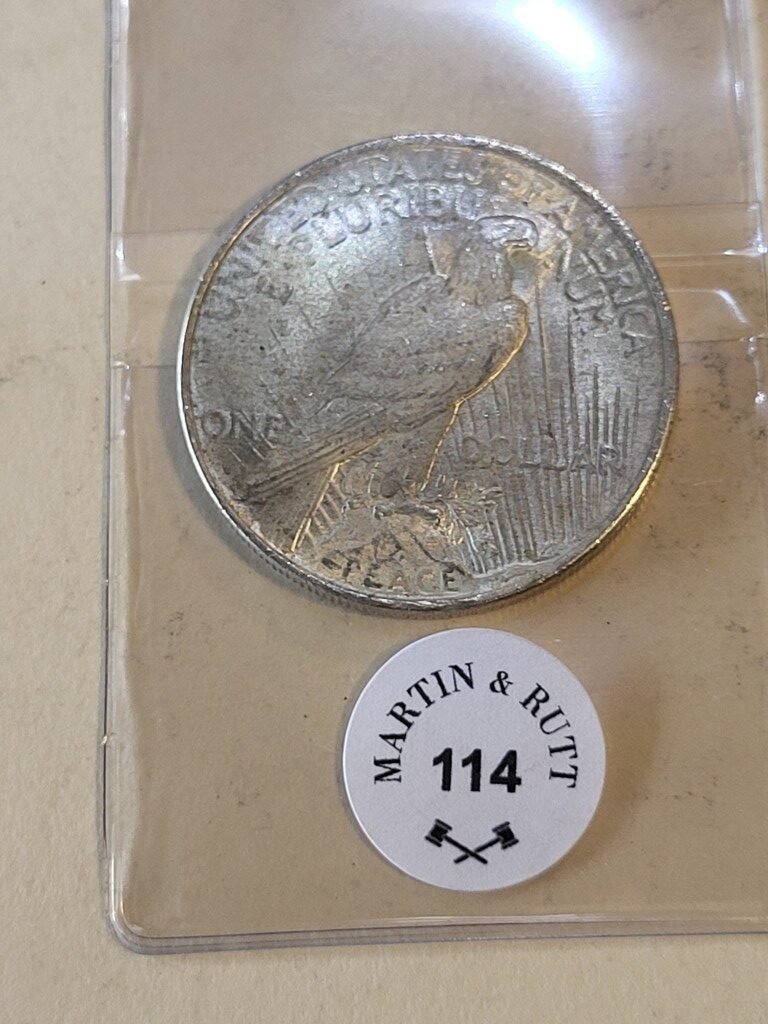 UNITED STATES OF AMERICA
E PLURIBUS UNUM
ONE DOLLAR
PEACE
MARTIN & RUTT
114